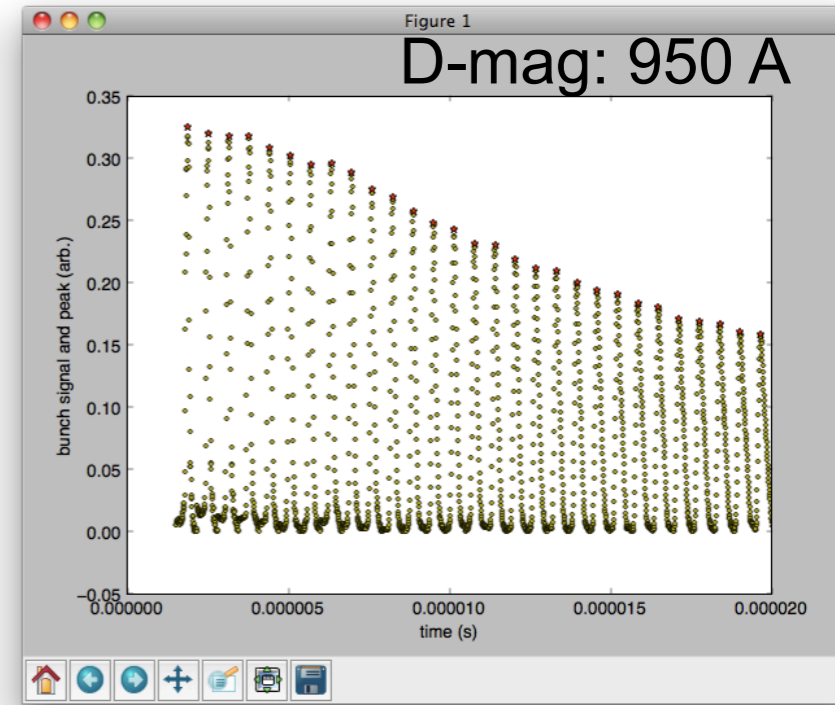 Figure 1
D-mag: 950 A
0.35
0.30
0.25
0.20
0.15
0.10
0.05
0.00
−0.05
bunch signal and peak (arb.)
0.000000 0.000005 0.000010 0.000015 0.000020
time (s)